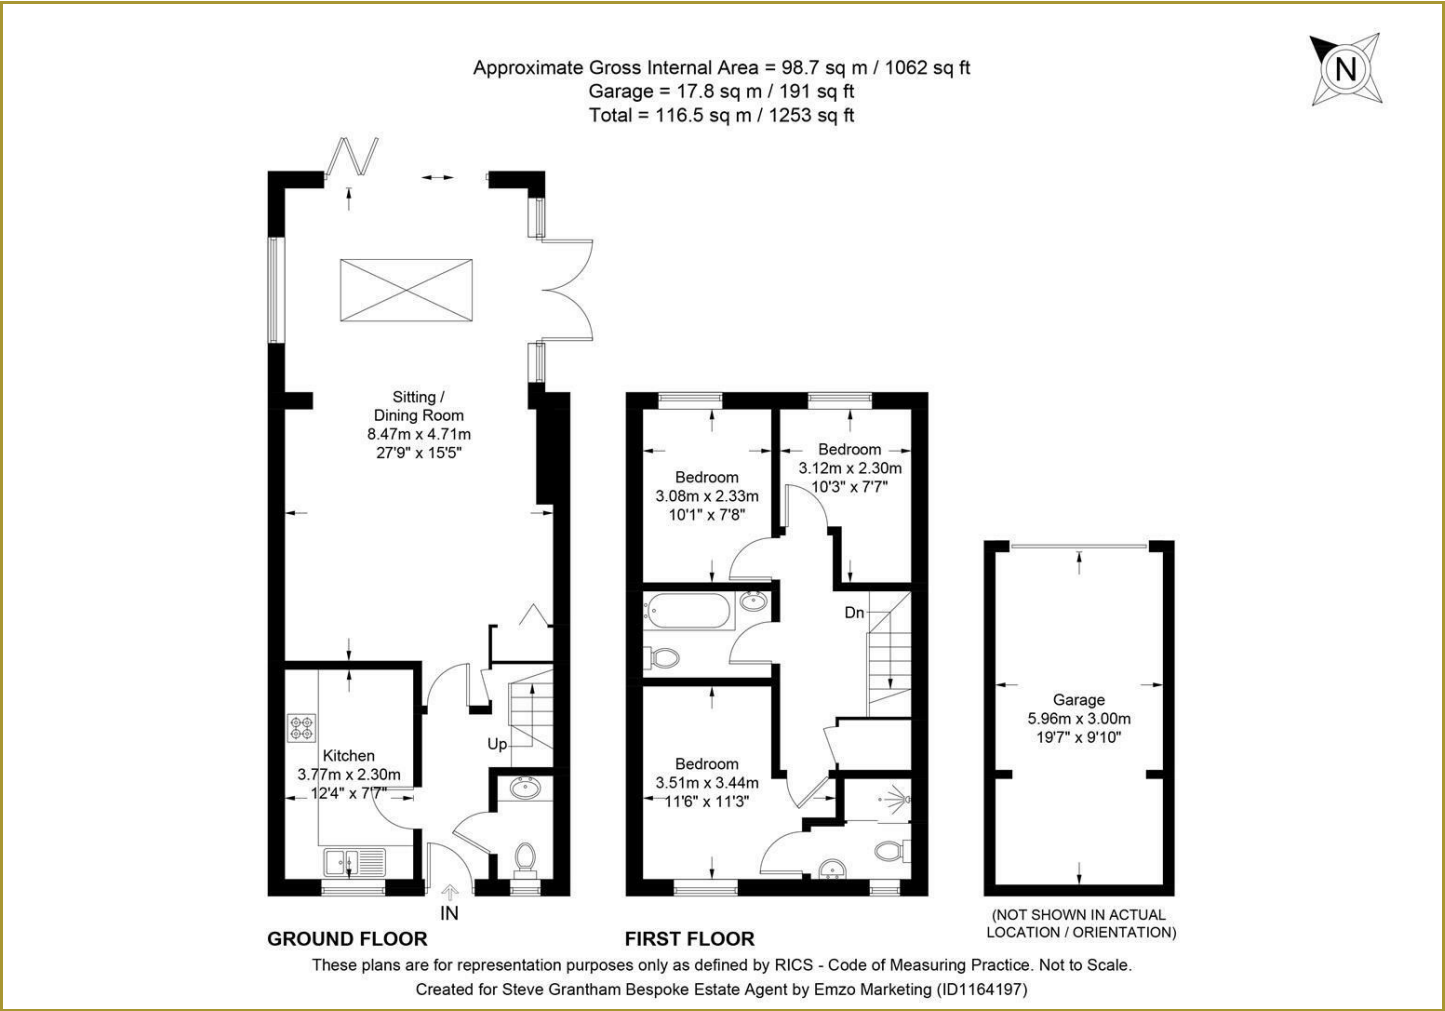 Approximate Gross Internal Area = 98.7 sq m / 1062 sq ft
Garage = 17.8 sq m / 191 sq ft
Total = 116.5 sq m / 1253 sq ft
N
Sitting /
Dining Room
8.47m x 4.71m
27'9" x 15'5"
Kitchen
3.77m x 2.30m
12'4" x 7'7"
Up
IN
GROUND FLOOR
Bedroom
3.08m x 2.33m
10'1" x 7'8"
Bedroom
3.12m x 2.30m
10'3" x 7'7"
Dn
Bedroom
3.51m x 3.44m
11'6" x 11'3"
FIRST FLOOR
Garage
5.96m x 3.00m
19'7" x 9'10"
(NOT SHOWN IN ACTUAL
LOCATION / ORIENTATION)
These plans are for representation purposes only as defined by RICS - Code of Measuring Practice. Not to Scale.
Created for Steve Grantham Bespoke Estate Agent by Emzo Marketing (ID1164197)